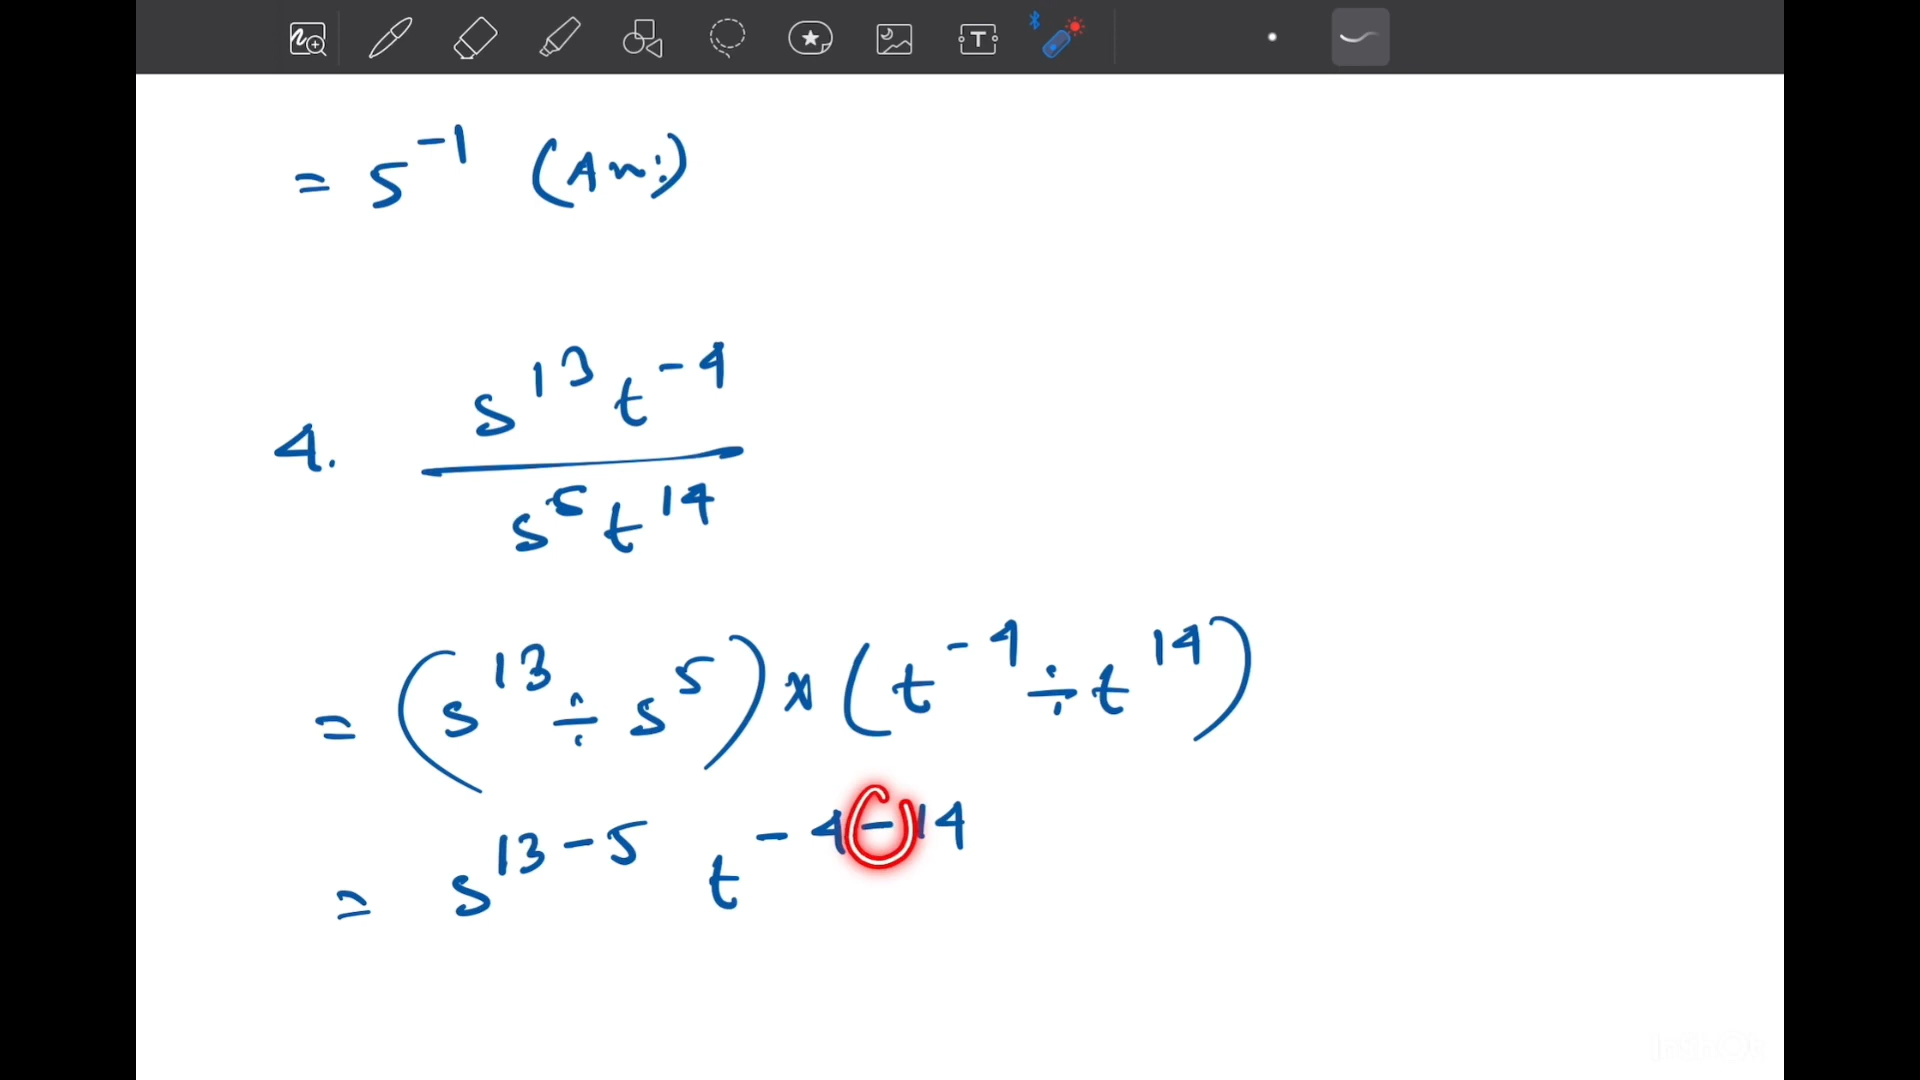 = 5^-1 (Ans:)
4. s^13 t^-4 / s^5 t^14
= (s^13 ÷ s^5) × (t^-4 ÷ t^14)
= s^13-5 t^-4-14